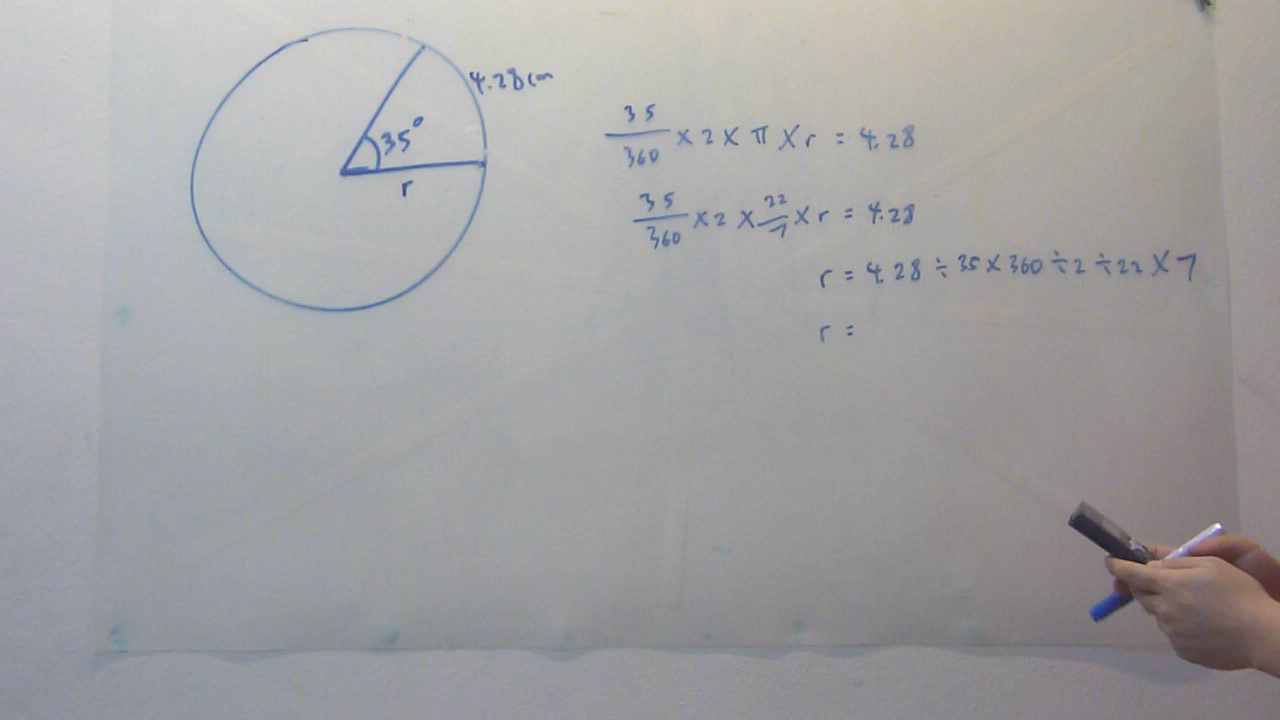 4.28cm
35°
r
35/360 × 2 × π × r = 4.28
35/360 × 2 × 22/7 × r = 4.28
r = 4.28 ÷ 35 × 360 ÷ 2 ÷ 22 × 7
r =